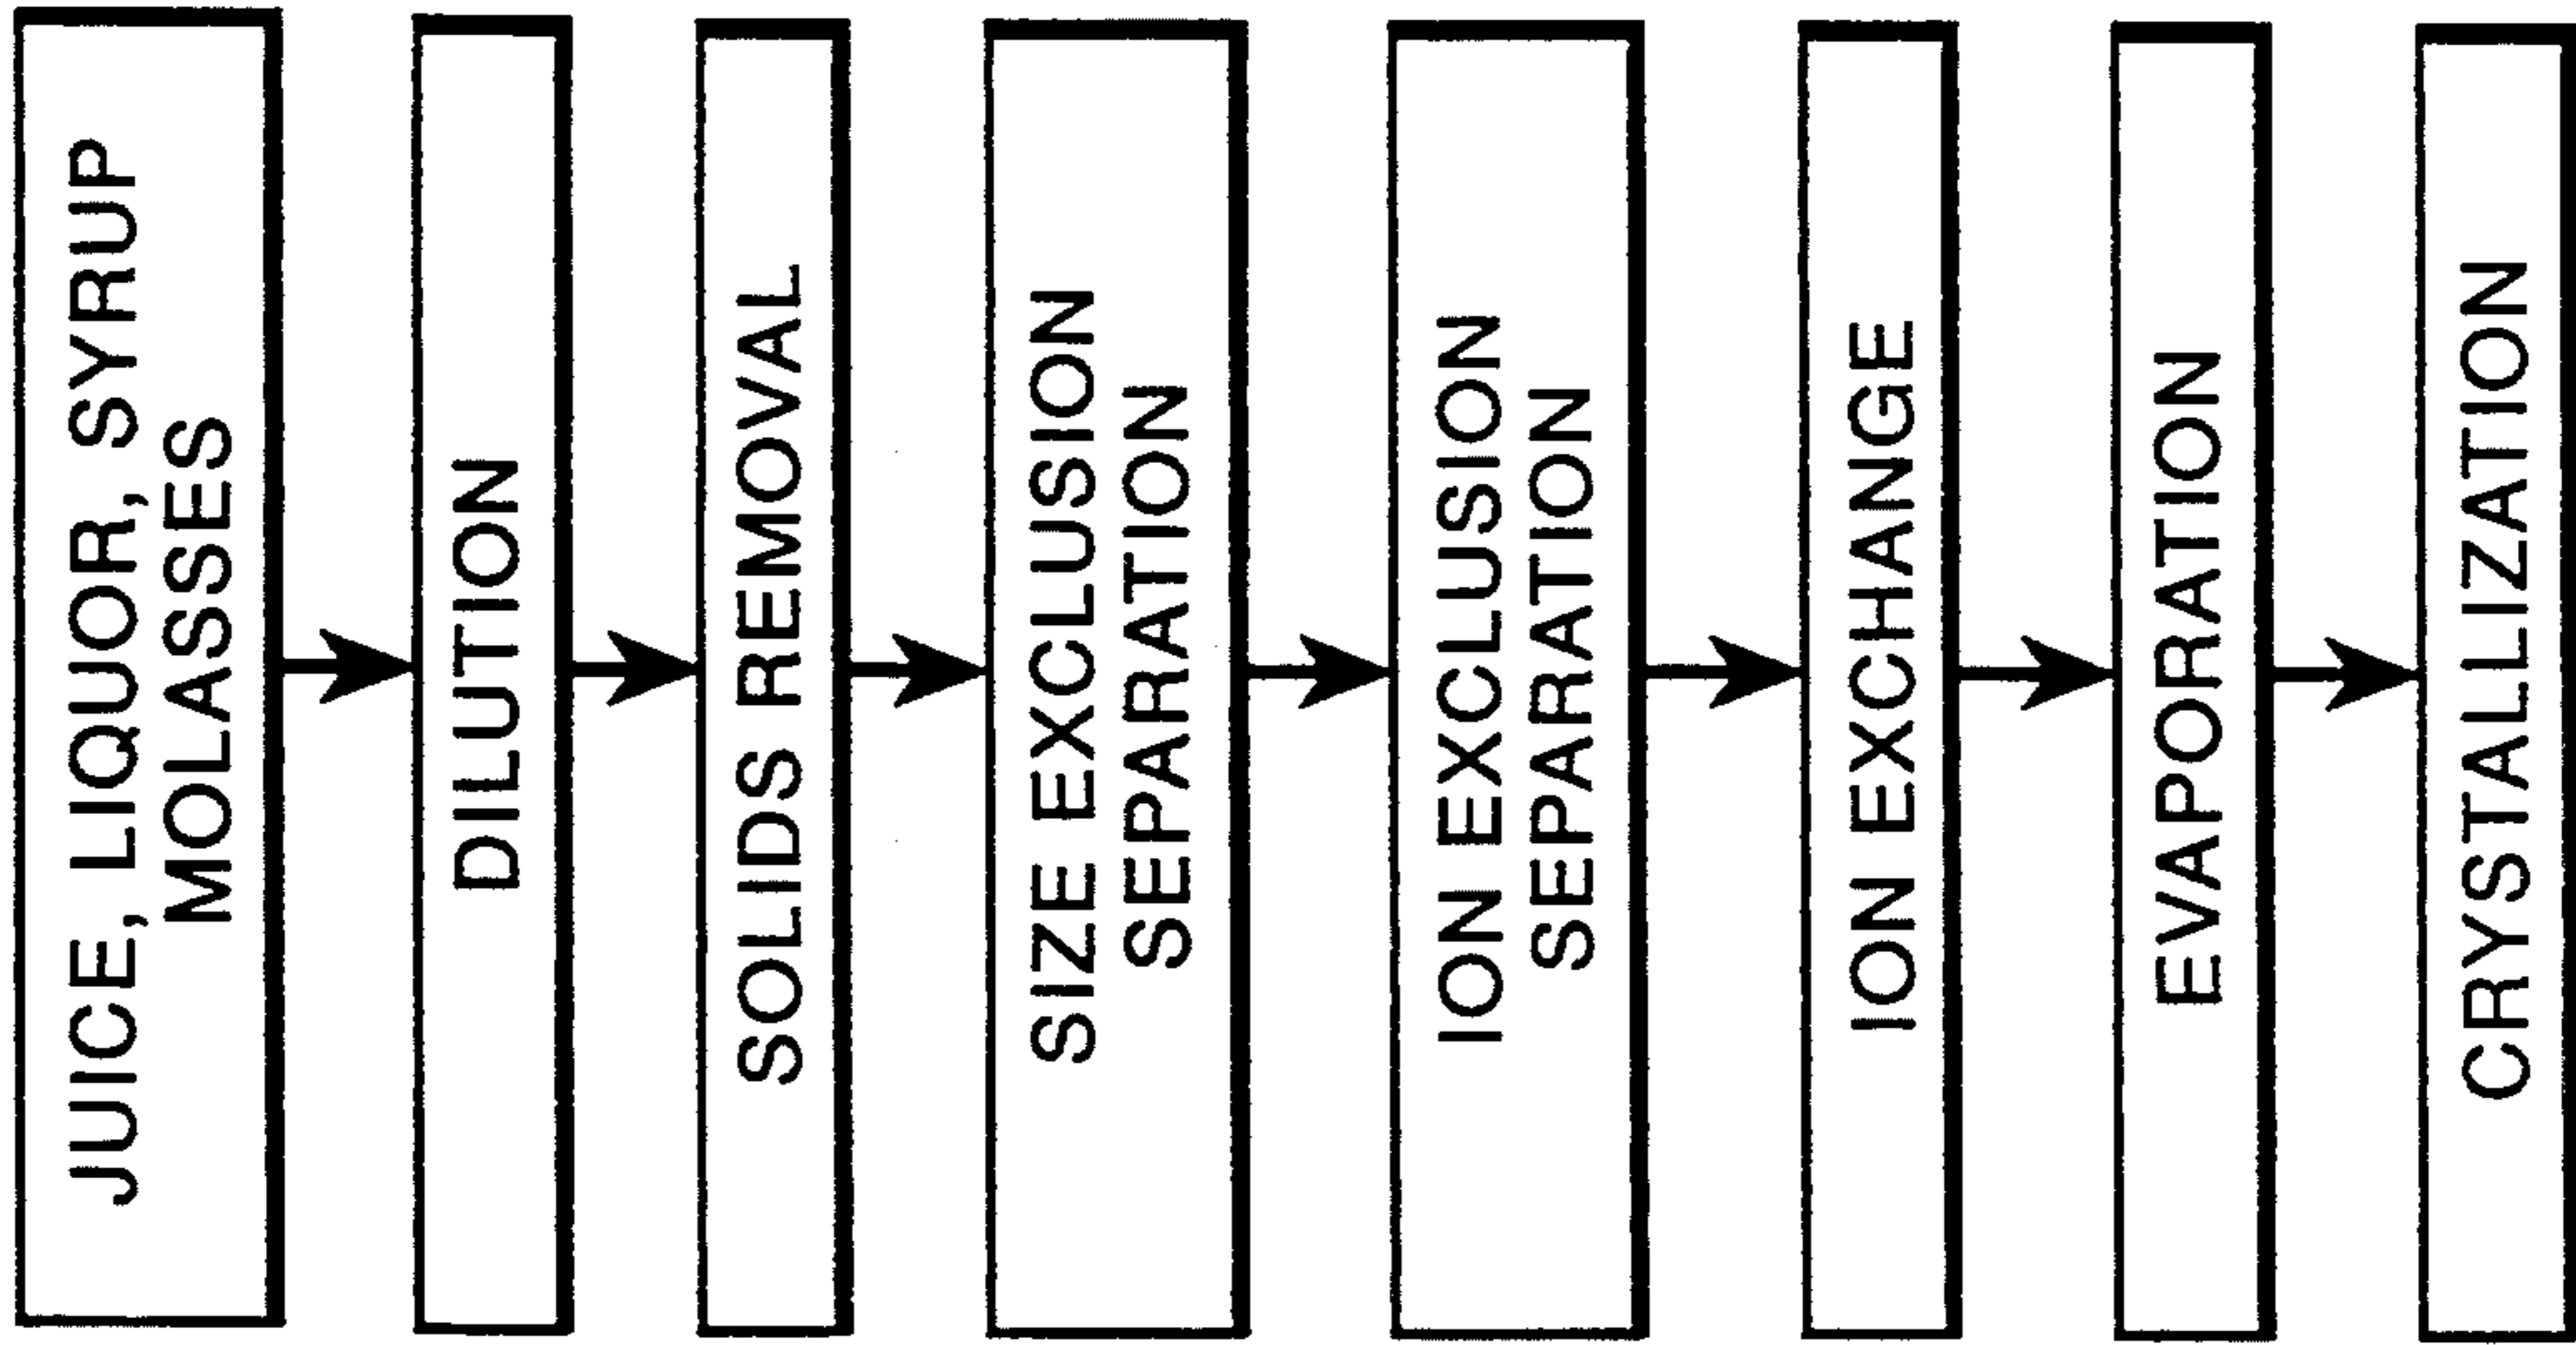 JUICE, LIQUOR, SYRUP
MOLASSES
DILUTION
SOLIDS REMOVAL
SIZE EXCLUSION
SEPARATION
ION EXCLUSION
SEPARATION
ION EXCHANGE
EVAPORATION
CRYSTALLIZATION